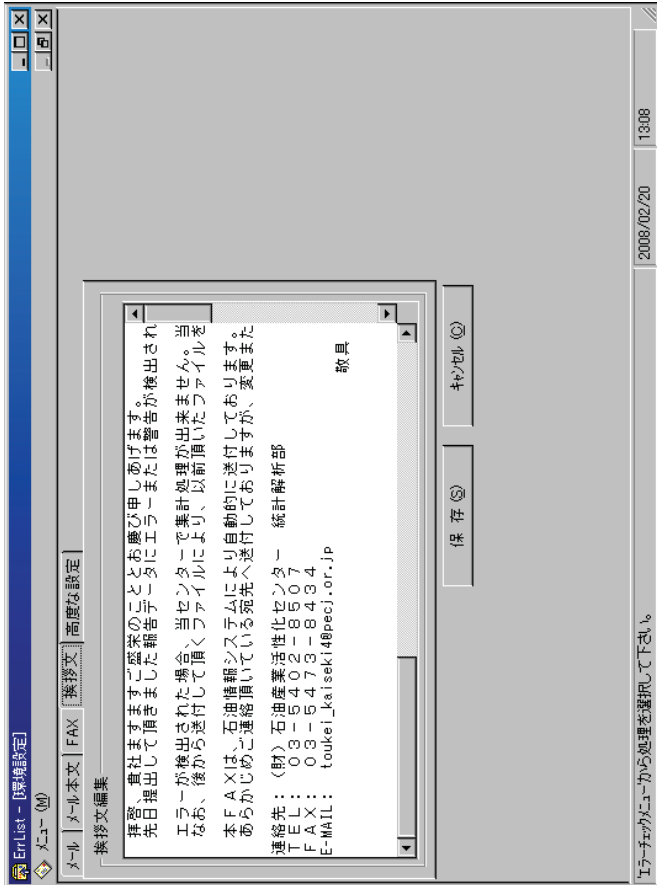 ErrList - [環境設定]
メニュー (M)
メール
メール本文
FAX
挨拶文
高度な設定
挨拶文編集
拝啓、貴社ますますご盛栄のこととお慶び申しあげます。
先日提出して頂きました報告データにエラーまたは警告が検出され
エラーが検出された場合、当センターで集計処理が出来ません。当
なお、後から送付して頂くファイルにより、以前頂いたファイルを
本ＦＡＸは、石油情報システムにより自動的に送付しております。
あらかじめご連絡頂いている宛先へ送付しておりますが、変更また
連絡先：（財）石油産業活性化センター　統計解析部
ＴＥＬ：　０３－５４０２－８５０７
ＦＡＸ：　０３－５４７３－８４３４
E-MAIL：　toukei_kaiseki4@pecj.or.jp
敬具
保 存 (S)
キャンセル (C)
'エラーチェックメニュー'から処理を選択して下さい。
2008/02/20
13:08